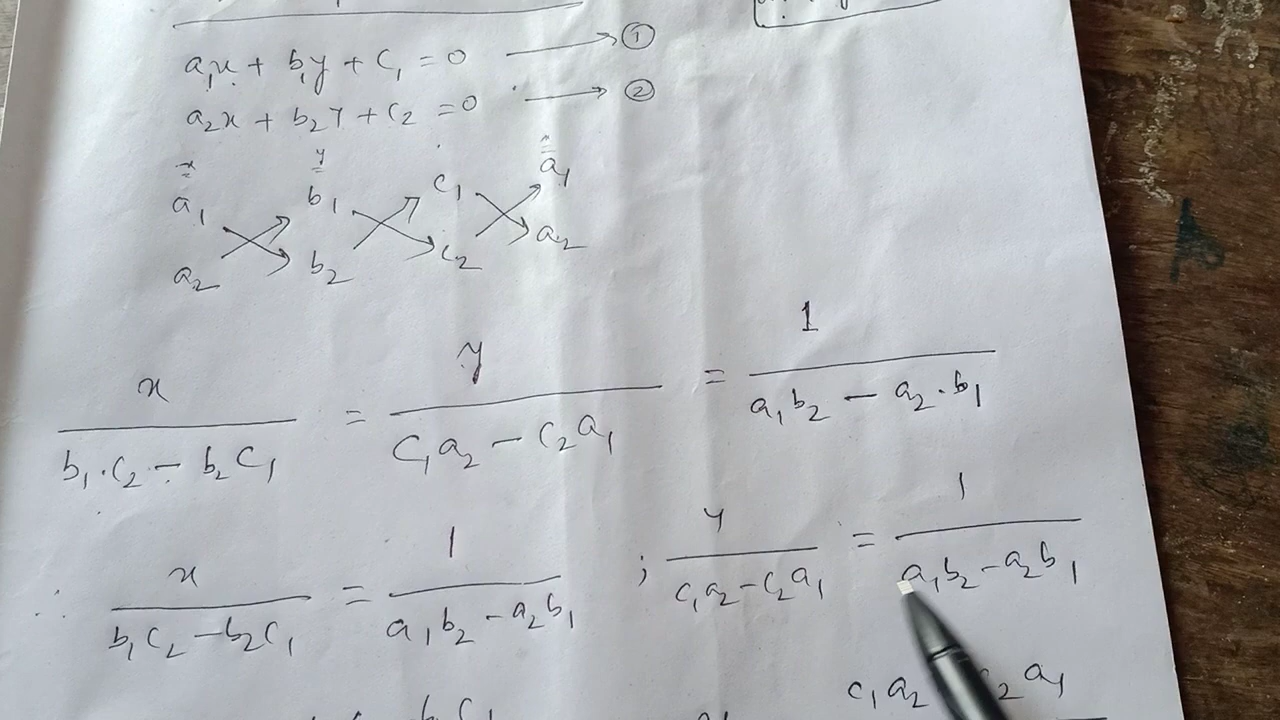 a₁x + b₁y + c₁ = 0 ⟶ ①
a₂x + b₂y + c₂ = 0 ⟶ ②
x y x
a₁ b₁ c₁ a₁
a₂ b₂ c₂ a₂
x / (b₁·c₂ − b₂c₁) = y / (c₁a₂ − c₂a₁) = 1 / (a₁b₂ − a₂·b₁)
∴ x / (b₁c₂ − b₂c₁) = 1 / (a₁b₂ − a₂b₁) ; y / (c₁a₂ − c₂a₁) = 1 / (a₁b₂ − a₂b₁)
b₂c₁ c₁a₂ c₂a₁